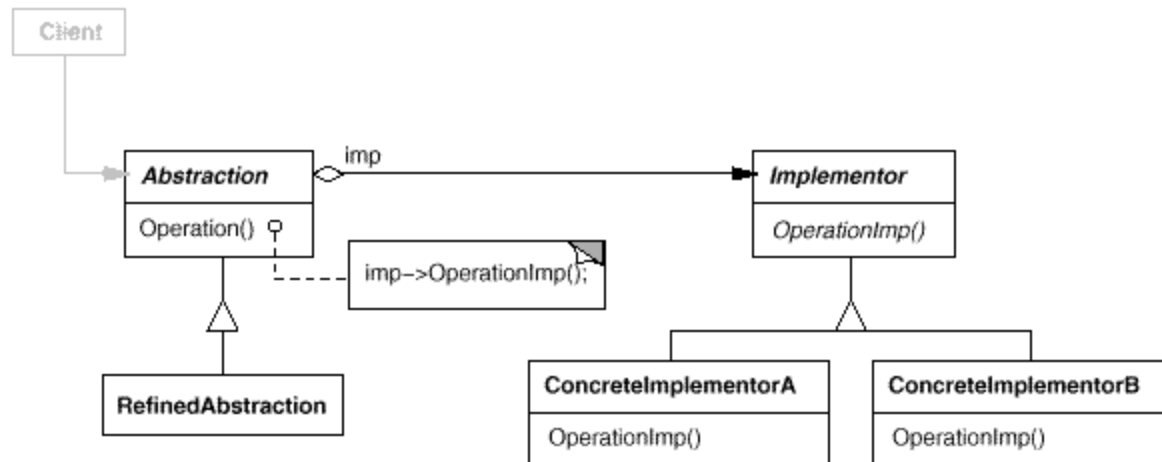 Client
imp
Abstraction
Implementor
Operation()
OperationImp()
imp->OperationImp();
RefinedAbstraction
ConcreteImplementorA
ConcreteImplementorB
OperationImp()
OperationImp()